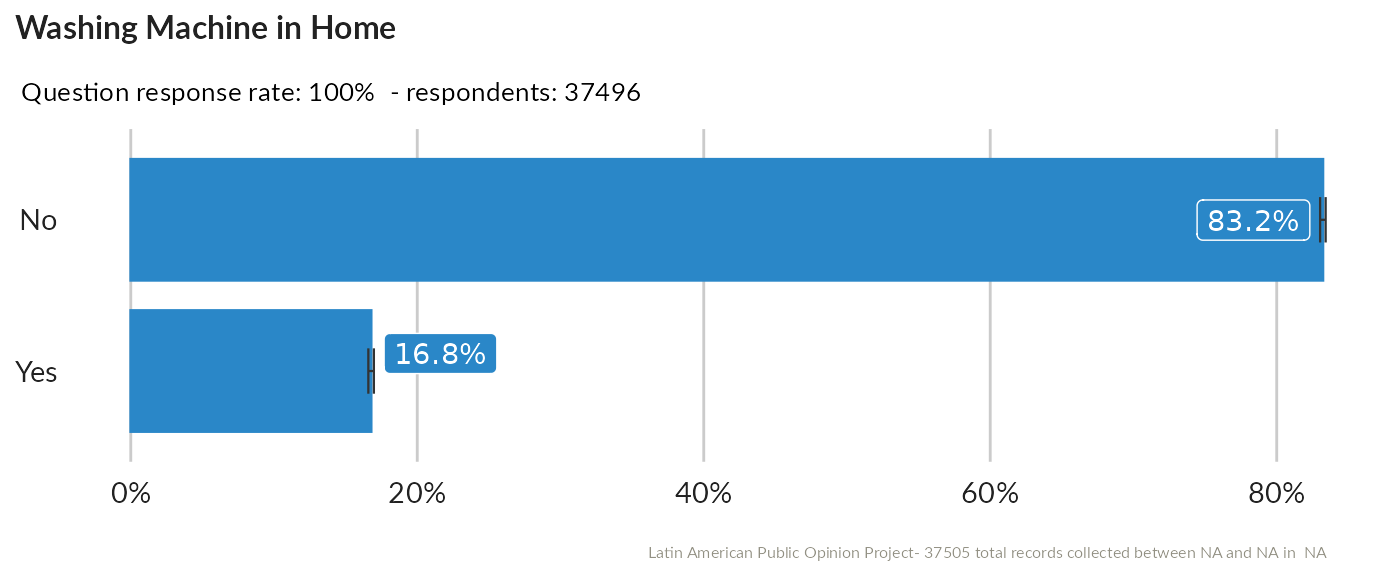 Washing Machine in Home
Question response rate: 100% - respondents: 37496
No
83.2%
Yes
16.8%
0% 20% 40% 60% 80%
Latin American Public Opinion Project- 37505 total records collected between NA and NA in NA